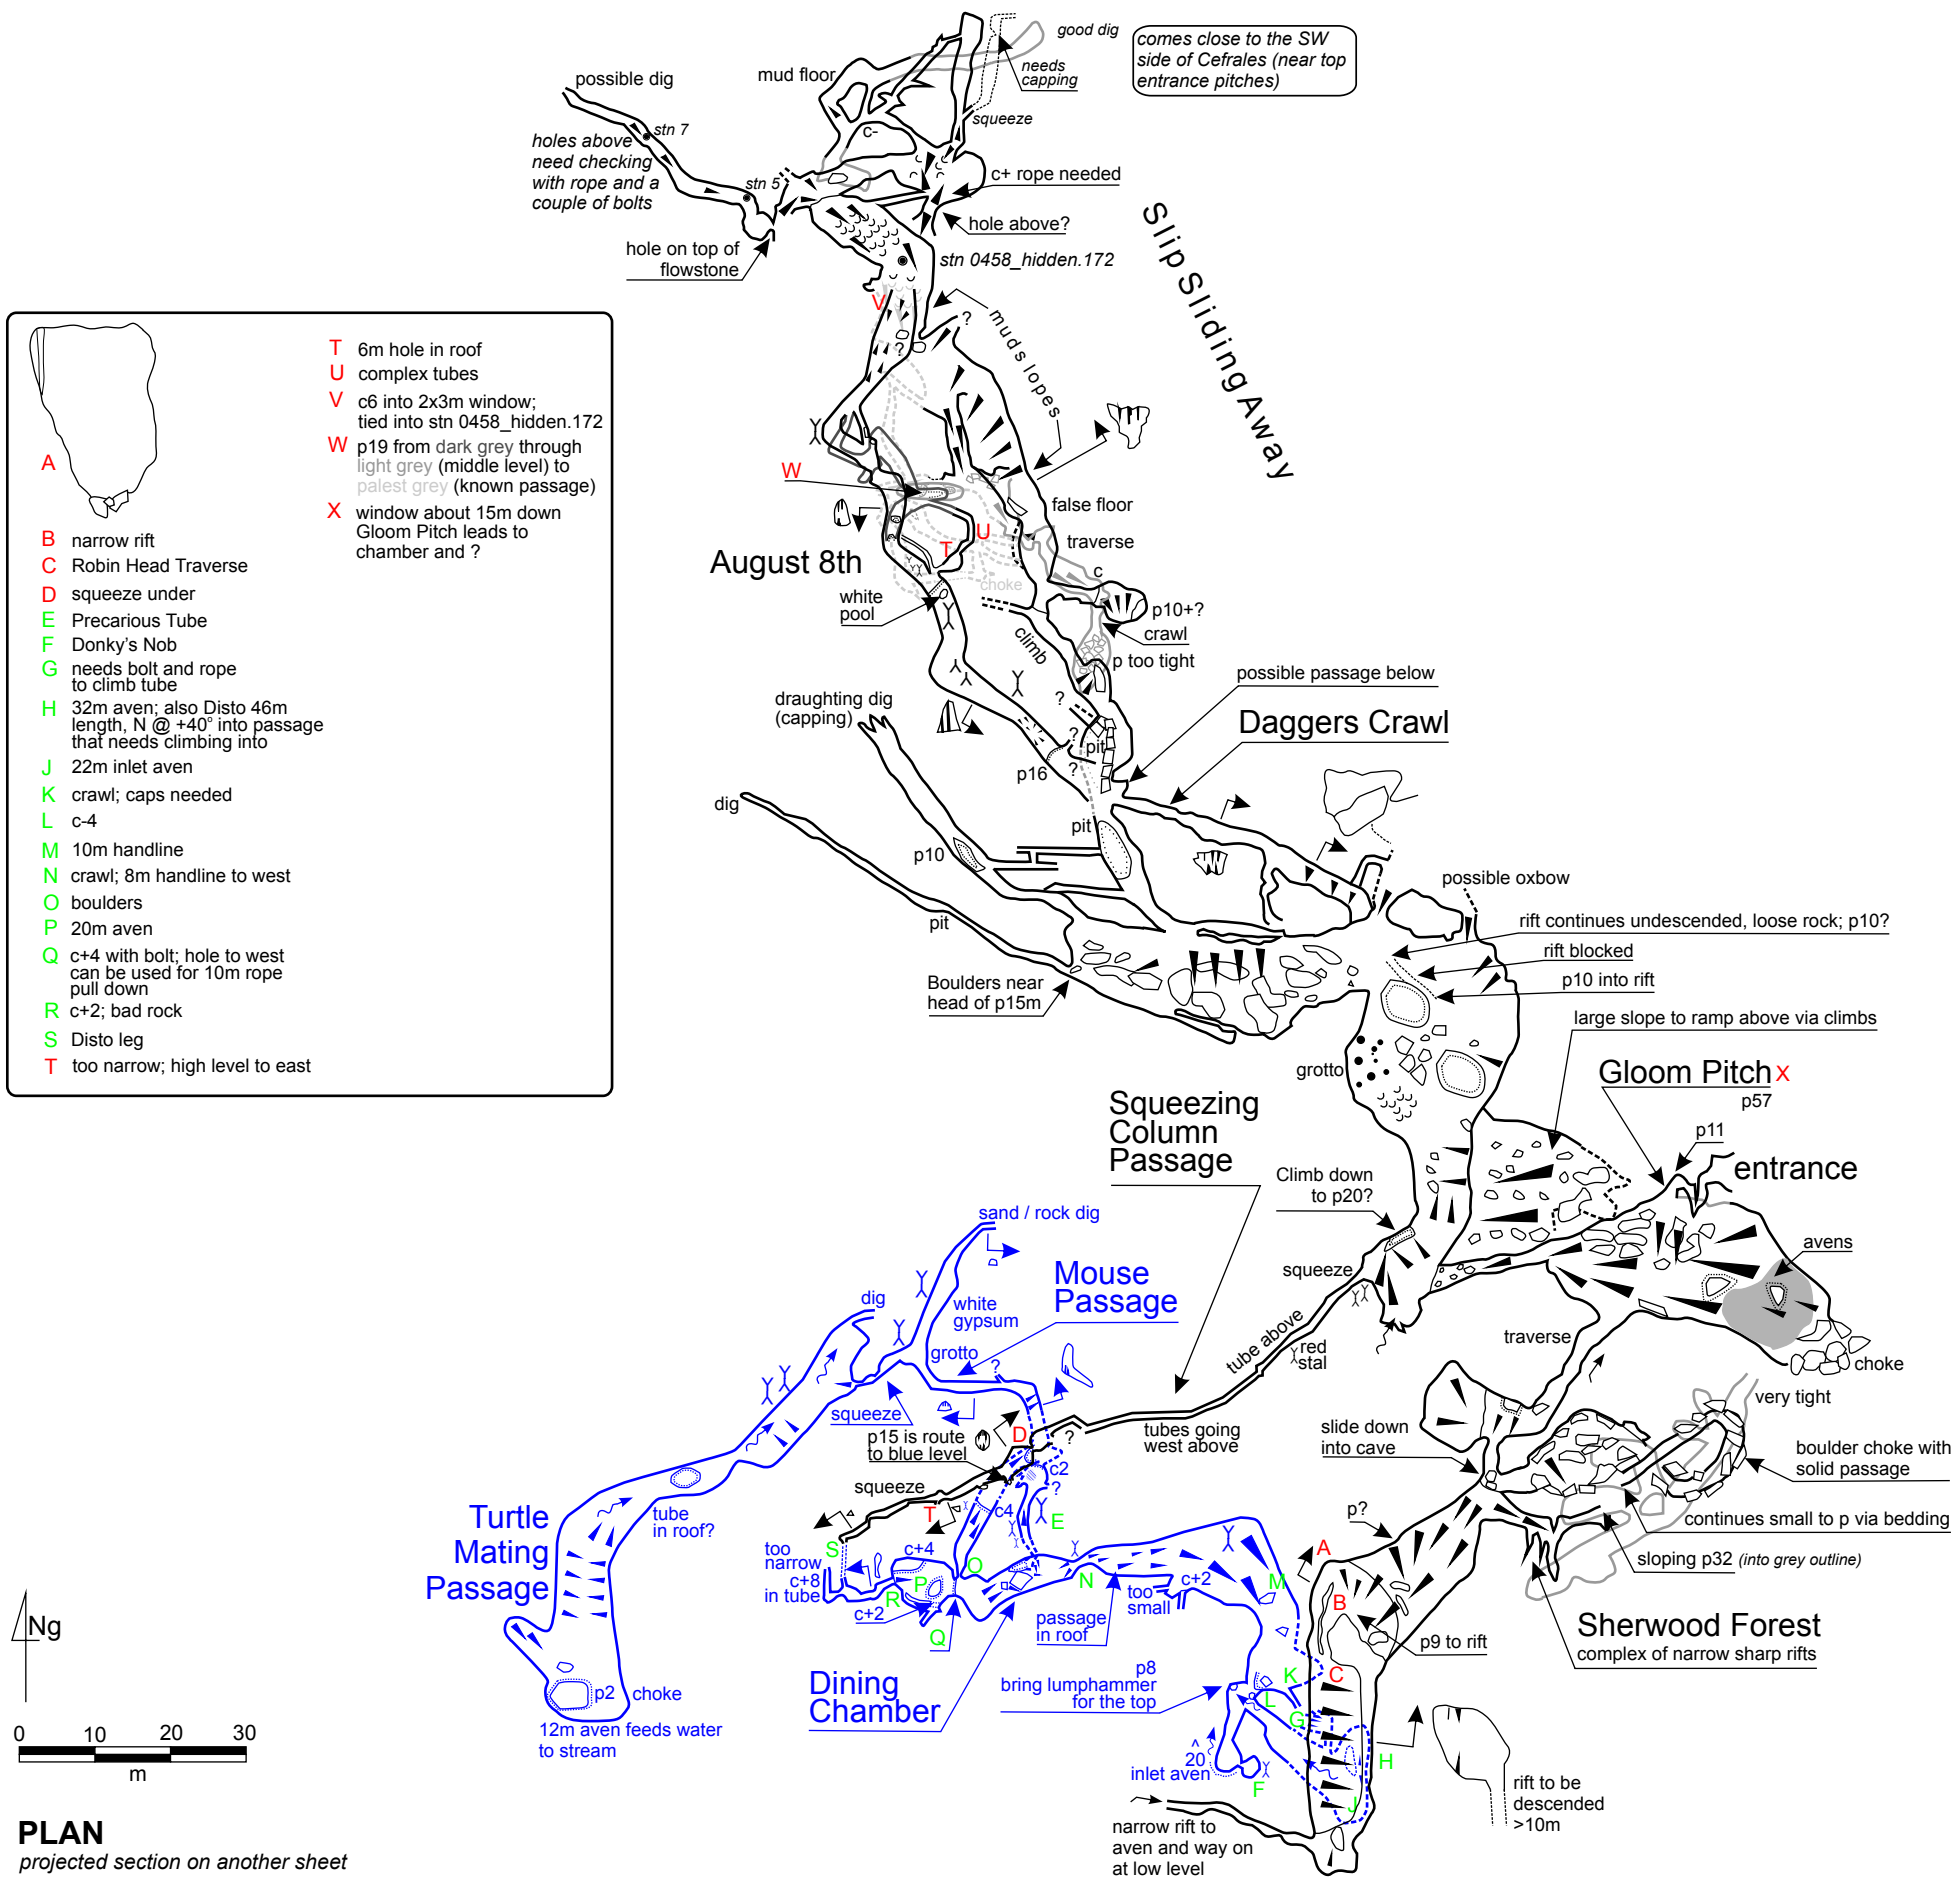 good dig
comes close to the SW
side of Cefrales (near top
entrance pitches)
needs
capping
mud floor
possible dig
squeeze
stn 7
c-
holes above
need checking
with rope and a
couple of bolts
stn 5
c+ rope needed
hole above?
hole on top of
flowstone
stn 0458_hidden.172
Slip Sliding Away
V
mud slopes
?
?
A
B narrow rift
C Robin Head Traverse
D squeeze under
E Precarious Tube
F Donky's Nob
G needs bolt and rope
to climb tube
H 32m aven; also Disto 46m
length, N @ +40° into passage
that needs climbing into
J 22m inlet aven
K crawl; caps needed
L c-4
M 10m handline
N crawl; 8m handline to west
O boulders
P 20m aven
Q c+4 with bolt; hole to west
can be used for 10m rope
pull down
R c+2; bad rock
S Disto leg
T too narrow; high level to east
T 6m hole in roof
U complex tubes
V c6 into 2x3m window;
tied into stn 0458_hidden.172
W p19 from dark grey through
light grey (middle level) to
palest grey (known passage)
X window about 15m down
Gloom Pitch leads to
chamber and ?
W
false floor
U
T
traverse
August 8th
c
choke
white
pool
p10+?
crawl
climb
p too tight
possible passage below
draughting dig
(capping)
?
Daggers Crawl
?
pit
?
p16
dig
pit
p10
possible oxbow
pit
rift continues undescended, loose rock; p10?
rift blocked
p10 into rift
Boulders near
head of p15m
large slope to ramp above via climbs
grotto
Gloom Pitch X
p57
Squeezing
Column
Passage
p11
entrance
Climb down
to p20?
avens
squeeze
sand / rock dig
Mouse
Passage
white
gypsum
dig
tube above
red
stal
traverse
choke
grotto
?
very tight
squeeze
p15 is route
to blue level
D
?
tubes going
west above
slide down
into cave
boulder choke with
solid passage
c2
?
squeeze
T
c4
E
Turtle
Mating
Passage
tube
in roof?
p?
continues small to p via bedding
sloping p32 (into grey outline)
S
too
narrow
c+8
in tube
c+4
O
A
P
N
c+2
M
R
too
small
B
c+2
Q
passage
in roof
Sherwood Forest
complex of narrow sharp rifts
p9 to rift
Ng
p2
choke
Dining
Chamber
p8
bring lumphammer
for the top
K
C
L
G
12m aven feeds water
to stream
^
20
inlet aven
F
H
J
0 10 20 30
m
rift to be
descended
>10m
narrow rift to
aven and way on
at low level
PLAN
projected section on another sheet